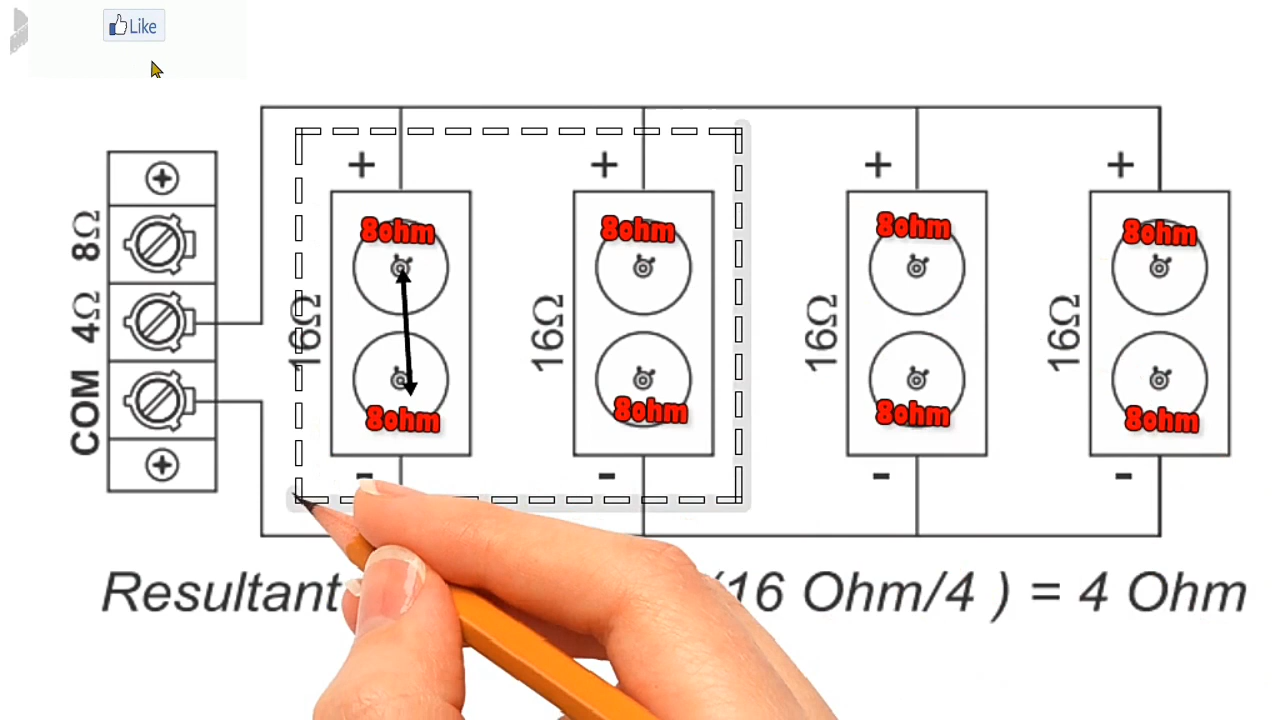 Like
8Ω
4Ω
COM
+
+
+
+
16Ω
16Ω
16Ω
16Ω
8ohm
8ohm
8ohm
8ohm
8ohm
8ohm
8ohm
8ohm
-
-
-
-
Resultant (16 Ohm/4 ) = 4 Ohm